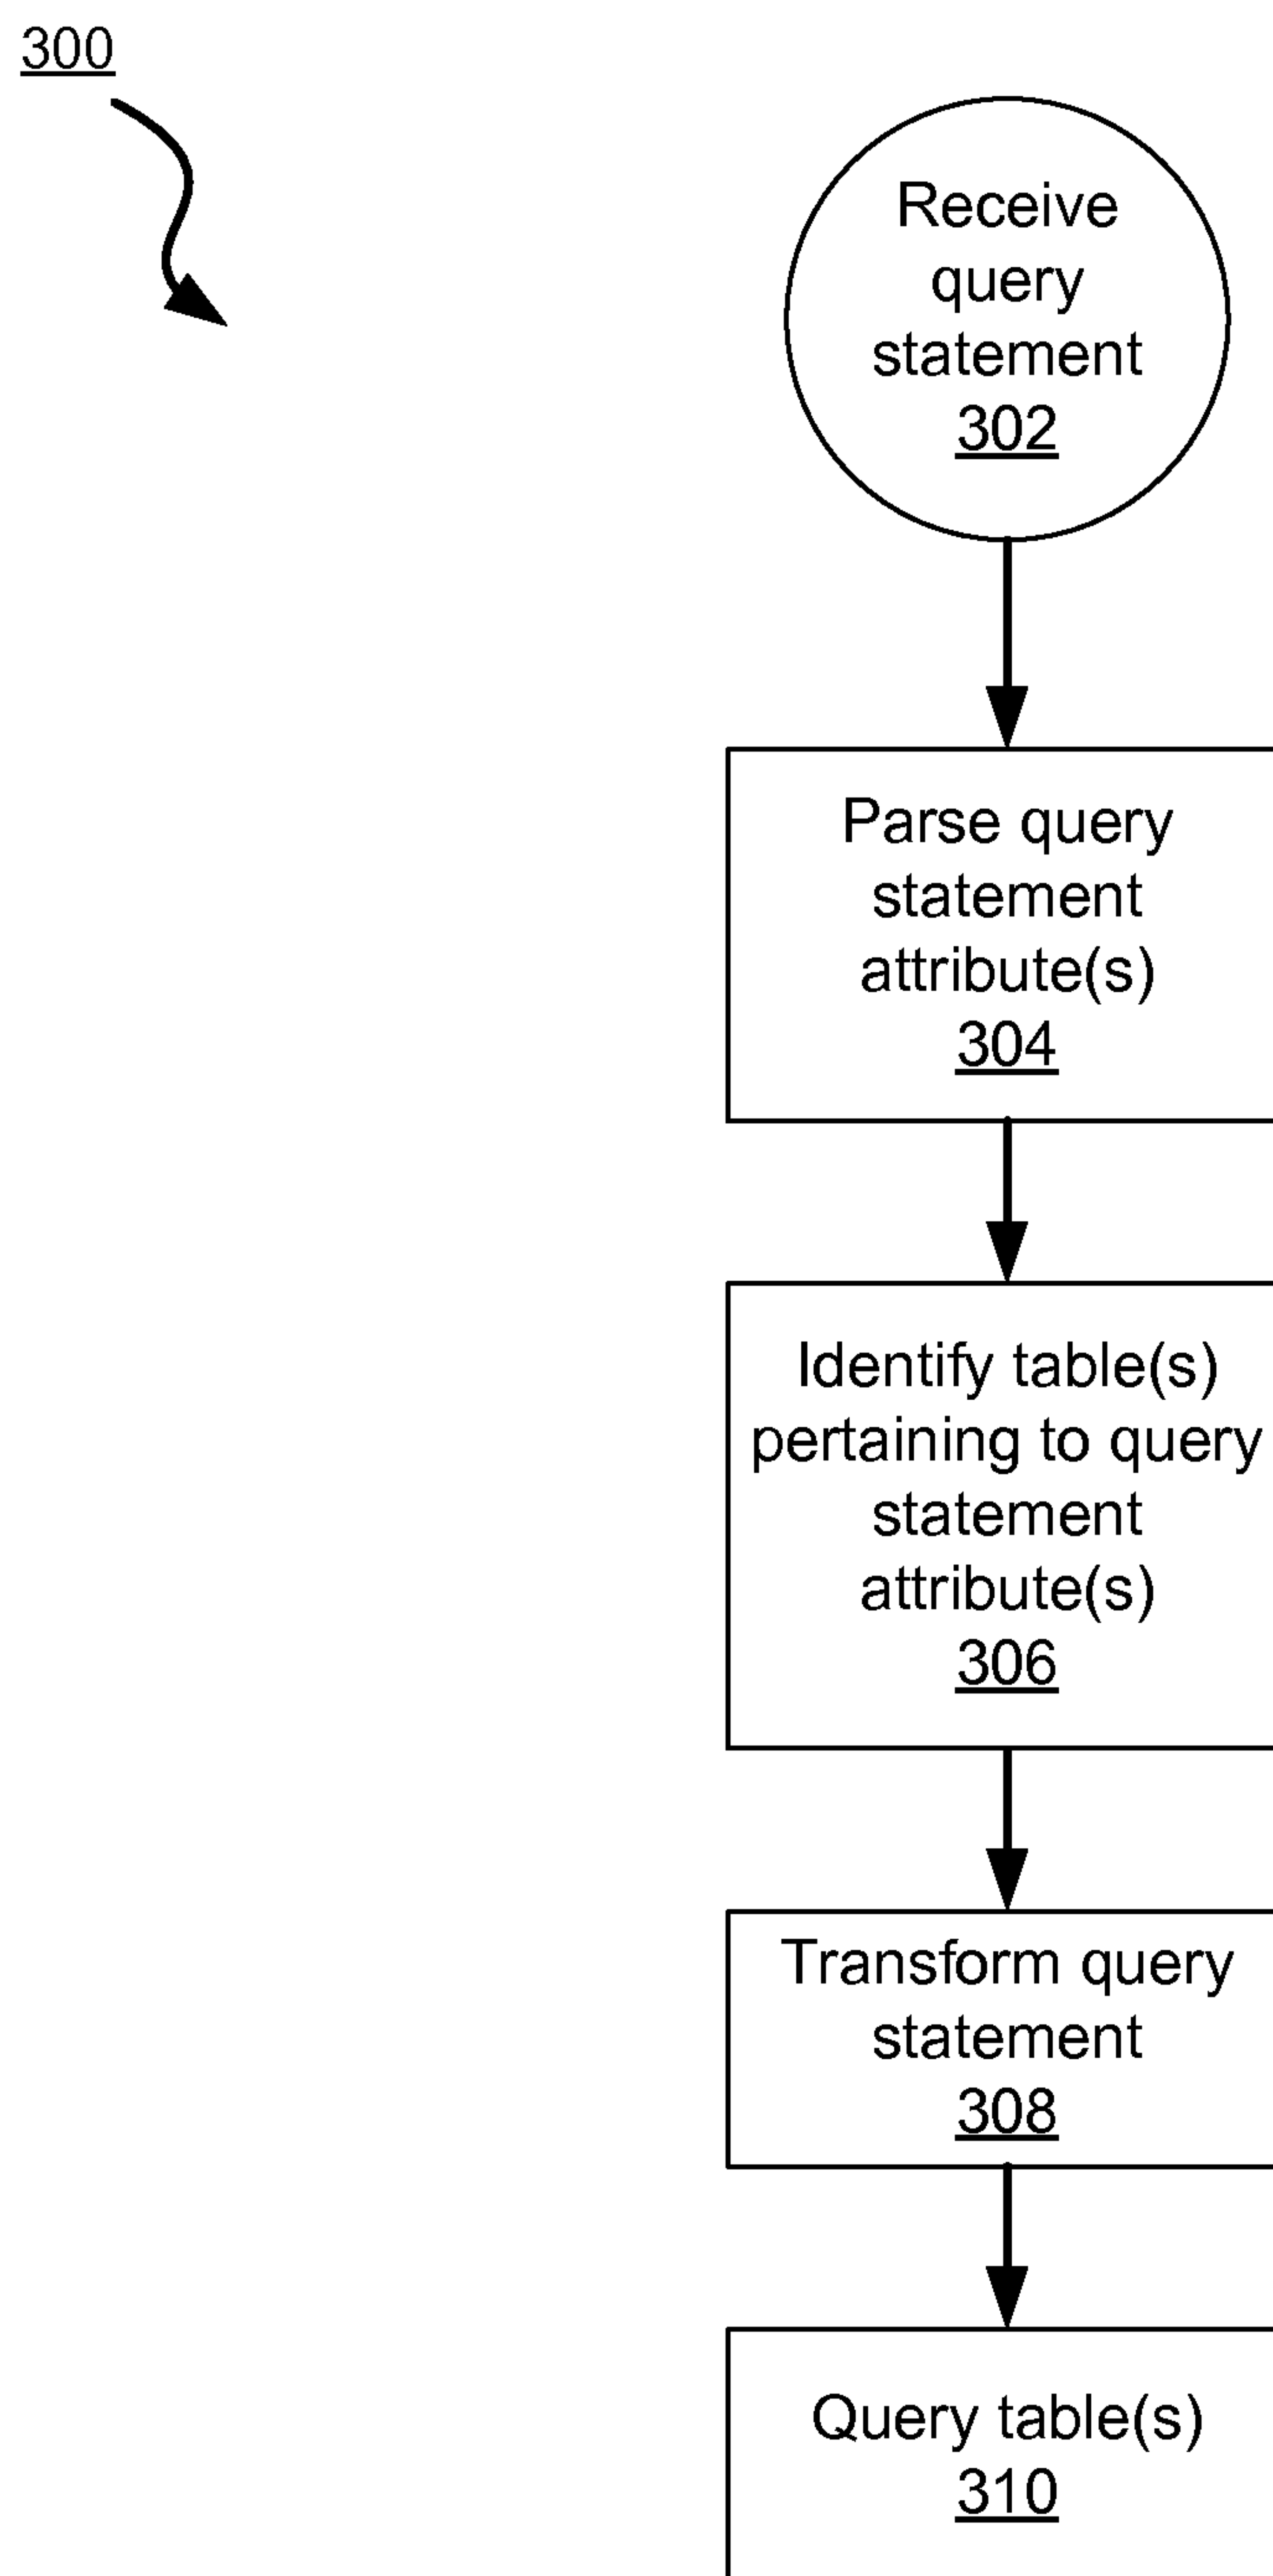 300
Receive
query
statement
302
Parse query
statement
attribute(s)
304
Identify table(s)
pertaining to query
statement
attribute(s)
306
Transform query
statement
308
Query table(s)
310